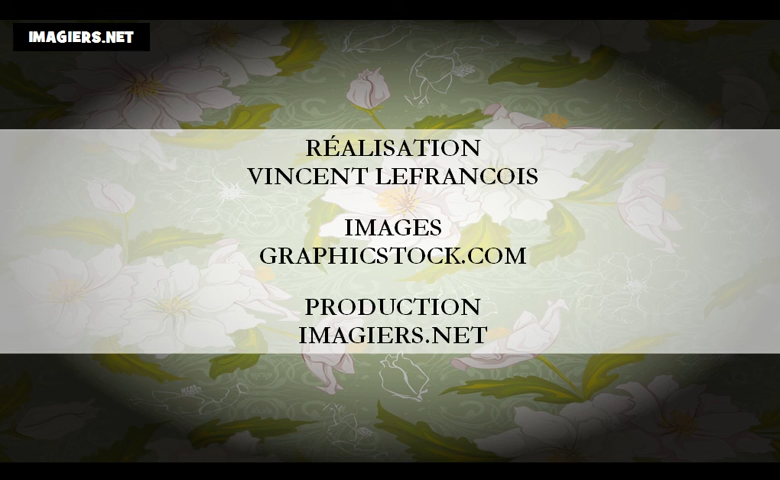 IMAGIERS.NET
RÉALISATION
VINCENT LEFRANCOIS
IMAGES
GRAPHICSTOCK.COM
PRODUCTION
IMAGIERS.NET